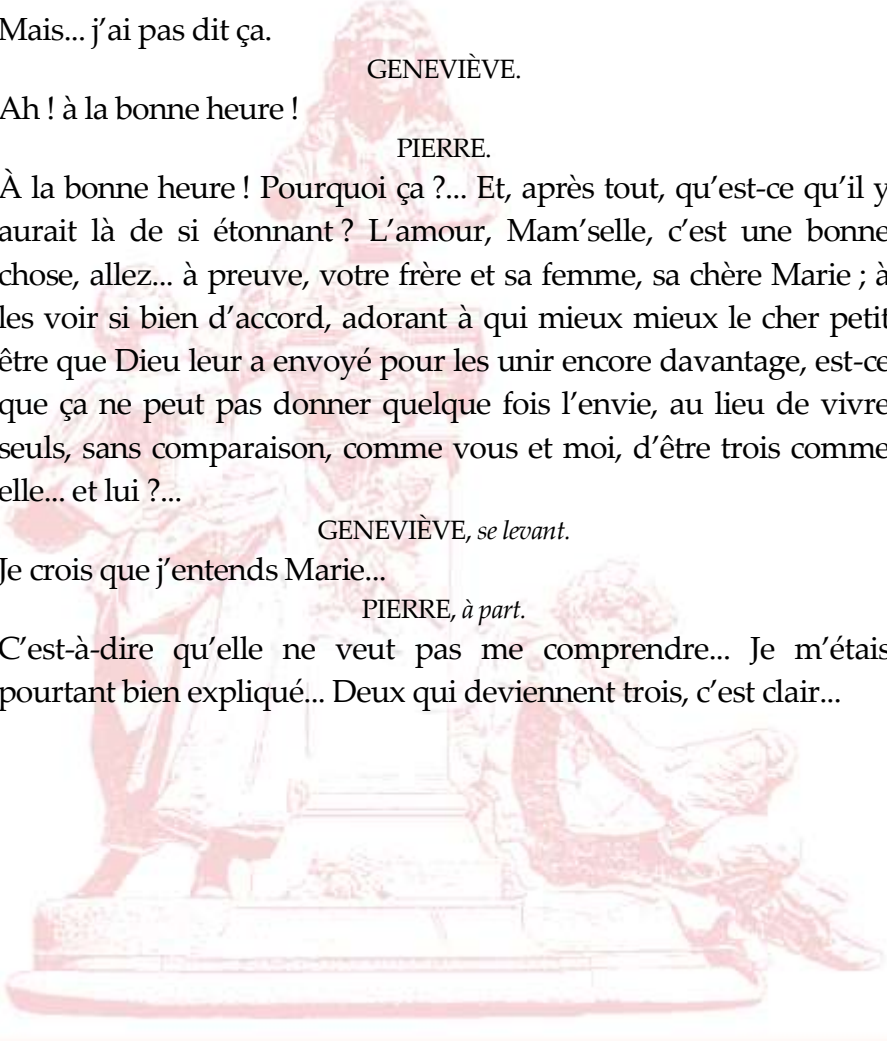 Mais... j’ai pas dit ça.
GENEVIÈVE.
Ah ! à la bonne heure !
PIERRE.
À la bonne heure ! Pourquoi ça ?... Et, après tout, qu’est-ce qu’il y
aurait là de si étonnant ? L’amour, Mam’selle, c’est une bonne
chose, allez... à preuve, votre frère et sa femme, sa chère Marie ; à
les voir si bien d’accord, adorant à qui mieux mieux le cher petit
être que Dieu leur a envoyé pour les unir encore davantage, est-ce
que ça ne peut pas donner quelque fois l’envie, au lieu de vivre
seuls, sans comparaison, comme vous et moi, d’être trois comme
elle... et lui ?...
GENEVIÈVE, se levant.
Je crois que j’entends Marie...
PIERRE, à part.
C’est-à-dire qu’elle ne veut pas me comprendre... Je m’étais
pourtant bien expliqué... Deux qui deviennent trois, c’est clair...